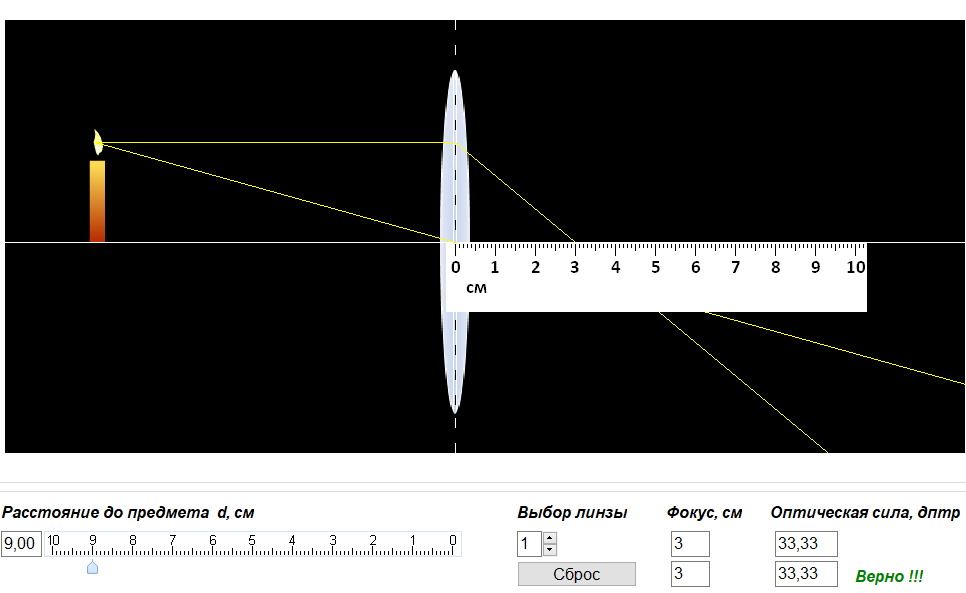 0 1 2 3 4 5 6 7 8 9 10
см
Расстояние до предмета d, см
Выбор линзы
Фокус, см
Оптическая сила, дптр
9,00
10 9 8 7 6 5 4 3 2 1 0
1
3
33,33
Сброс
3
33,33
Верно !!!